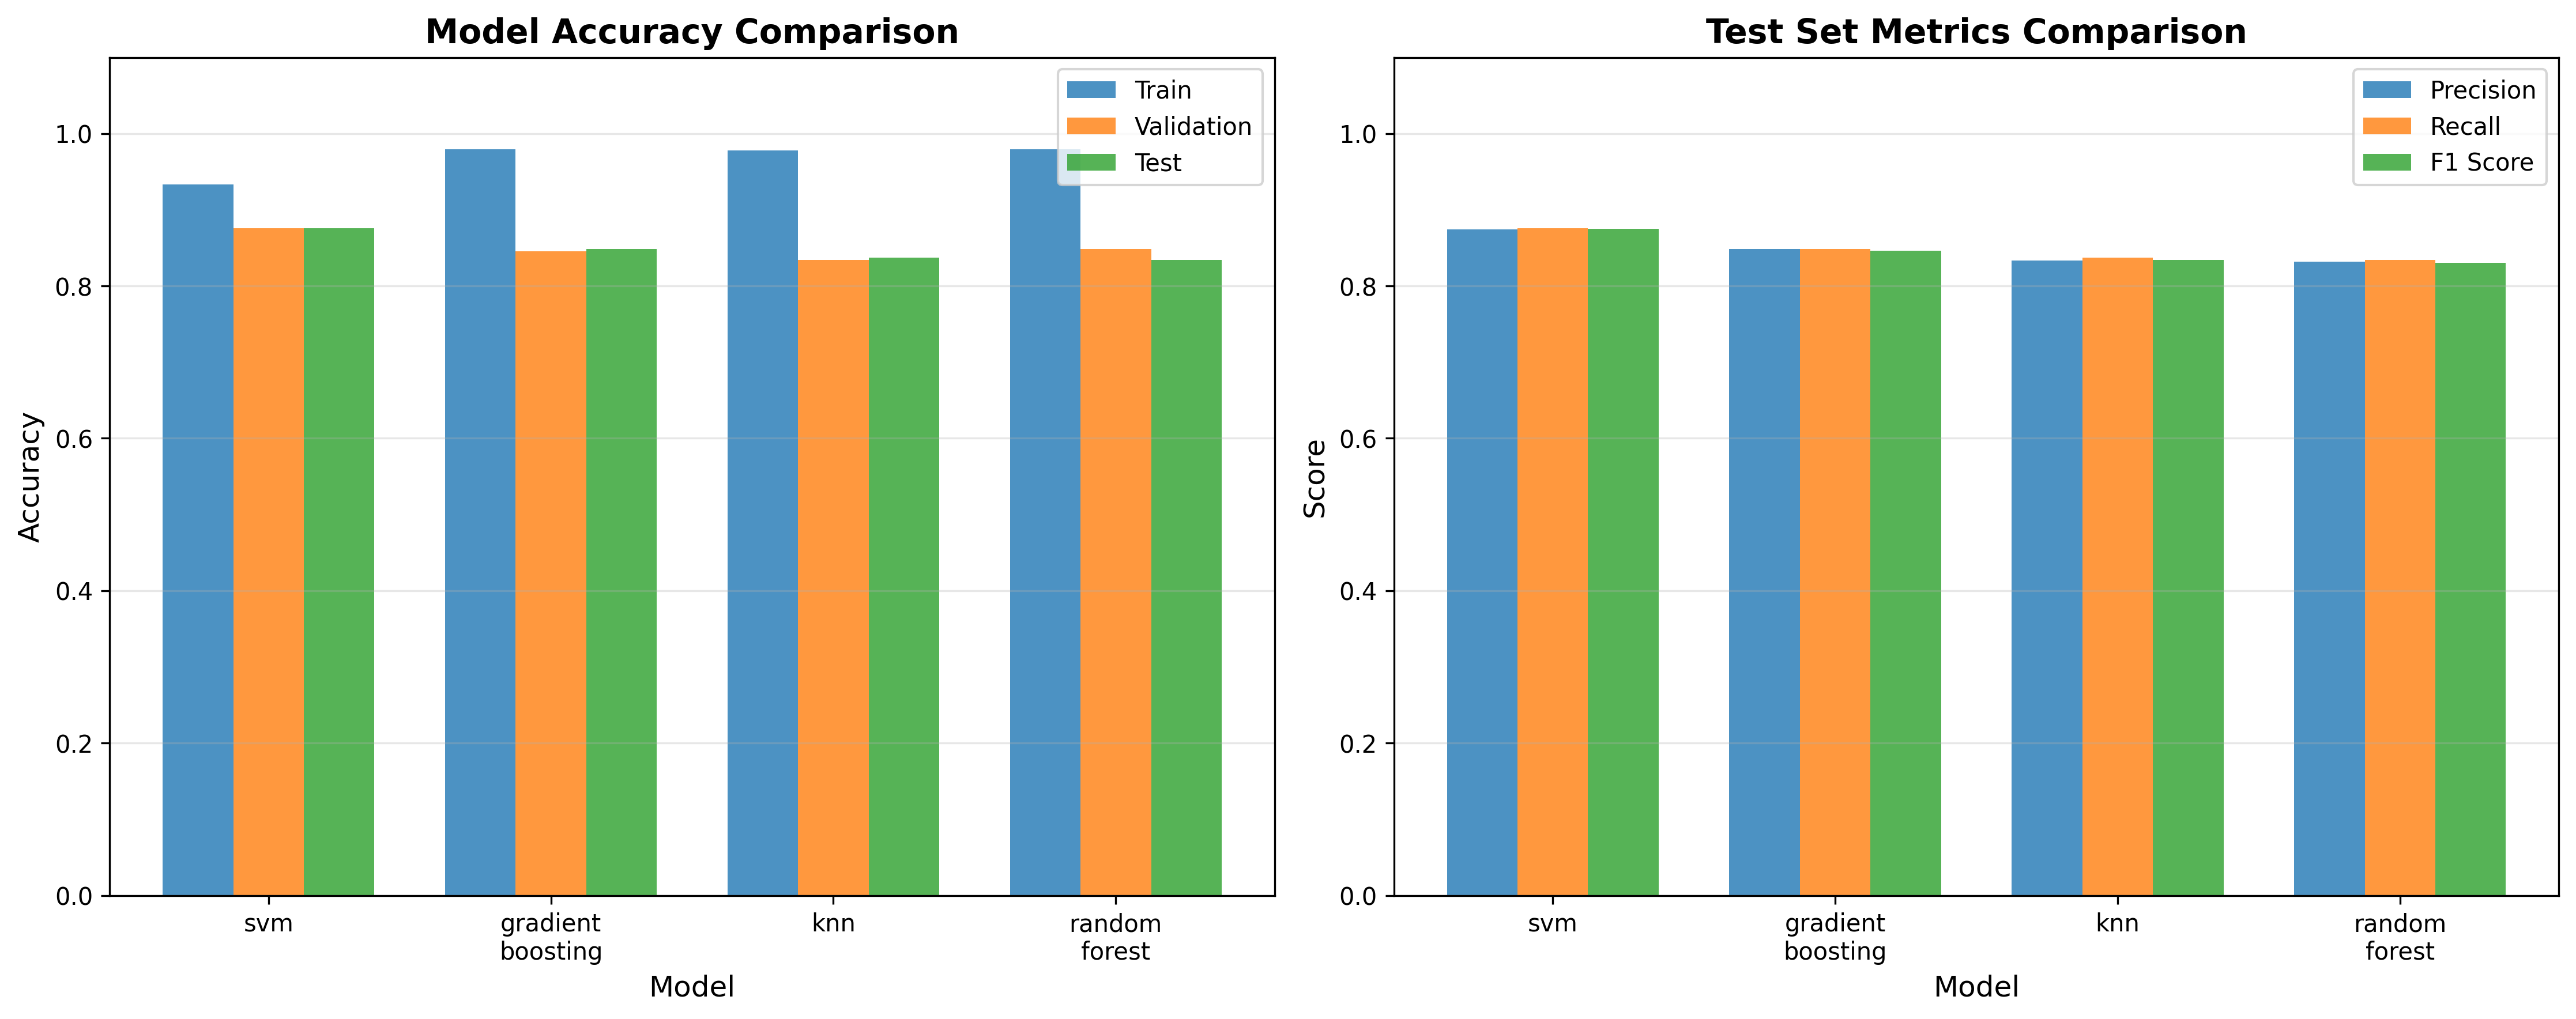 Model Accuracy Comparison
Train
Validation
Test
1.0
0.8
0.6
0.4
0.2
0.0
Accuracy
svm
gradient
boosting
knn
random
forest
Model
Test Set Metrics Comparison
Precision
Recall
F1 Score
1.0
0.8
0.6
0.4
0.2
0.0
Score
svm
gradient
boosting
knn
random
forest
Model